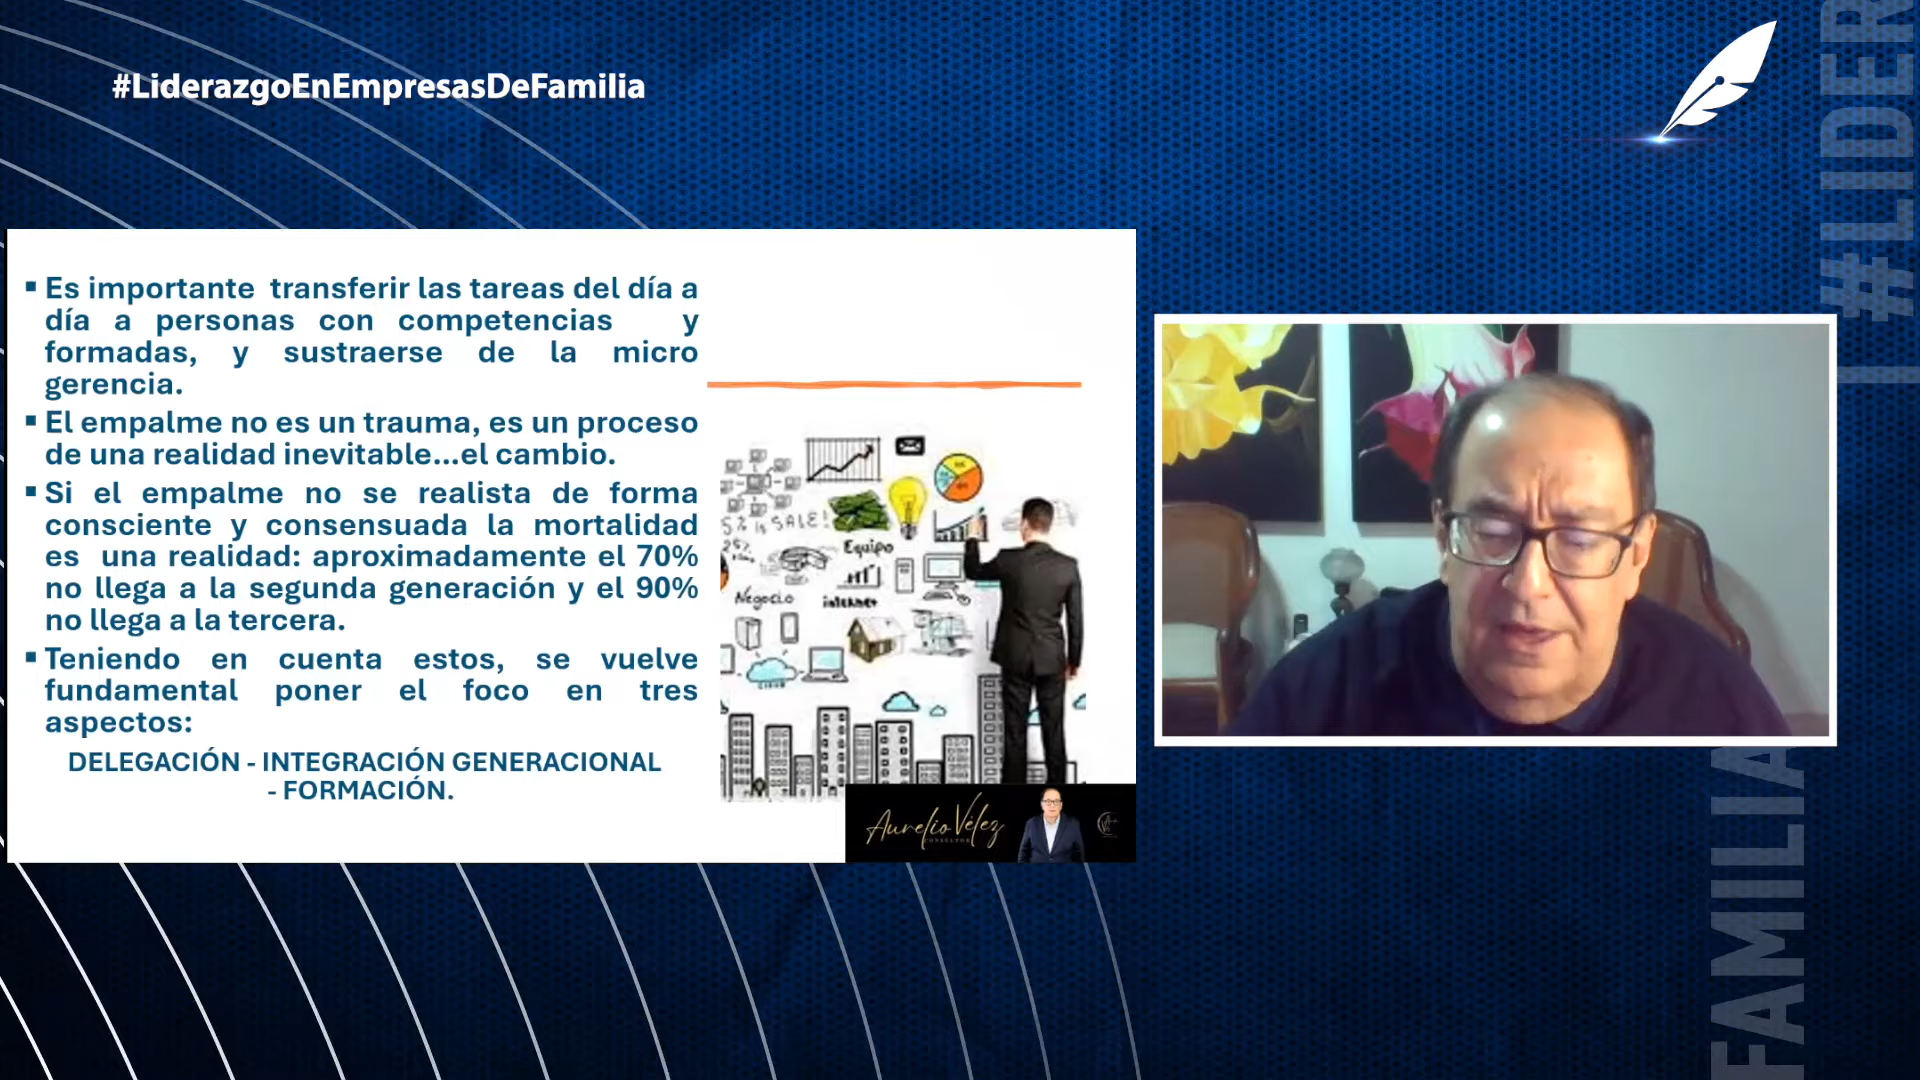 #LiderazgoEnEmpresasDeFamilia
▪ Es importante transferir las tareas del día a
día a personas con competencias y
formadas, y sustraerse de la micro
gerencia.
▪ El empalme no es un trauma, es un proceso
de una realidad inevitable...el cambio.
▪ Si el empalme no se realista de forma
consciente y consensuada la mortalidad
es una realidad: aproximadamente el 70%
no llega a la segunda generación y el 90%
no llega a la tercera.
▪ Teniendo en cuenta estos, se vuelve
fundamental poner el foco en tres
aspectos:
DELEGACIÓN - INTEGRACIÓN GENERACIONAL
- FORMACIÓN.
SALE!
Equipo
Negocio
internet
Aurelio Vélez
CONSULTOR
#LIDER
FAMILIA